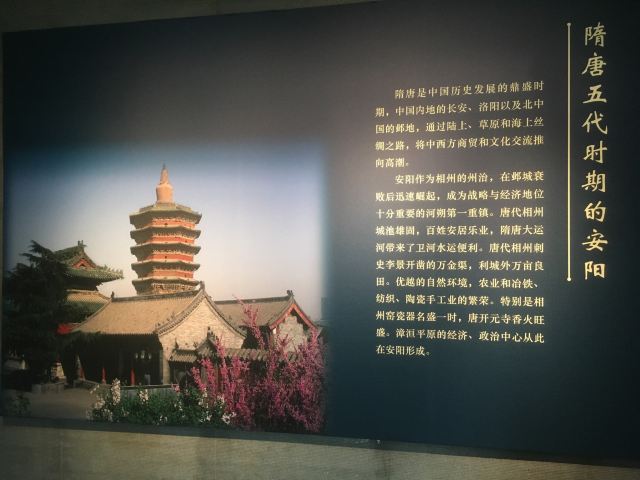 隋唐五代时期的安阳
隋唐是中国历史发展的鼎盛时
期，中国内地的长安、洛阳以及北中
国的邺地，通过陆上、草原和海上丝
绸之路，将中西方商贸和文化交流推
向高潮。
安阳作为相州的州治，在邺城衰
败后迅速崛起，成为战略与经济地位
十分重要的河朔第一重镇。唐代相州
城池雄固，百姓安居乐业，隋唐大运
河带来了卫河水运便利。唐代相州刺
史李景开凿的万金渠，利城外万亩良
田。优越的自然环境，农业和冶铁、
纺织、陶瓷手工业的繁荣。特别是相
州窑瓷器名盛一时，唐开元寺香火旺
盛。漳洹平原的经济、政治中心从此
在安阳形成。